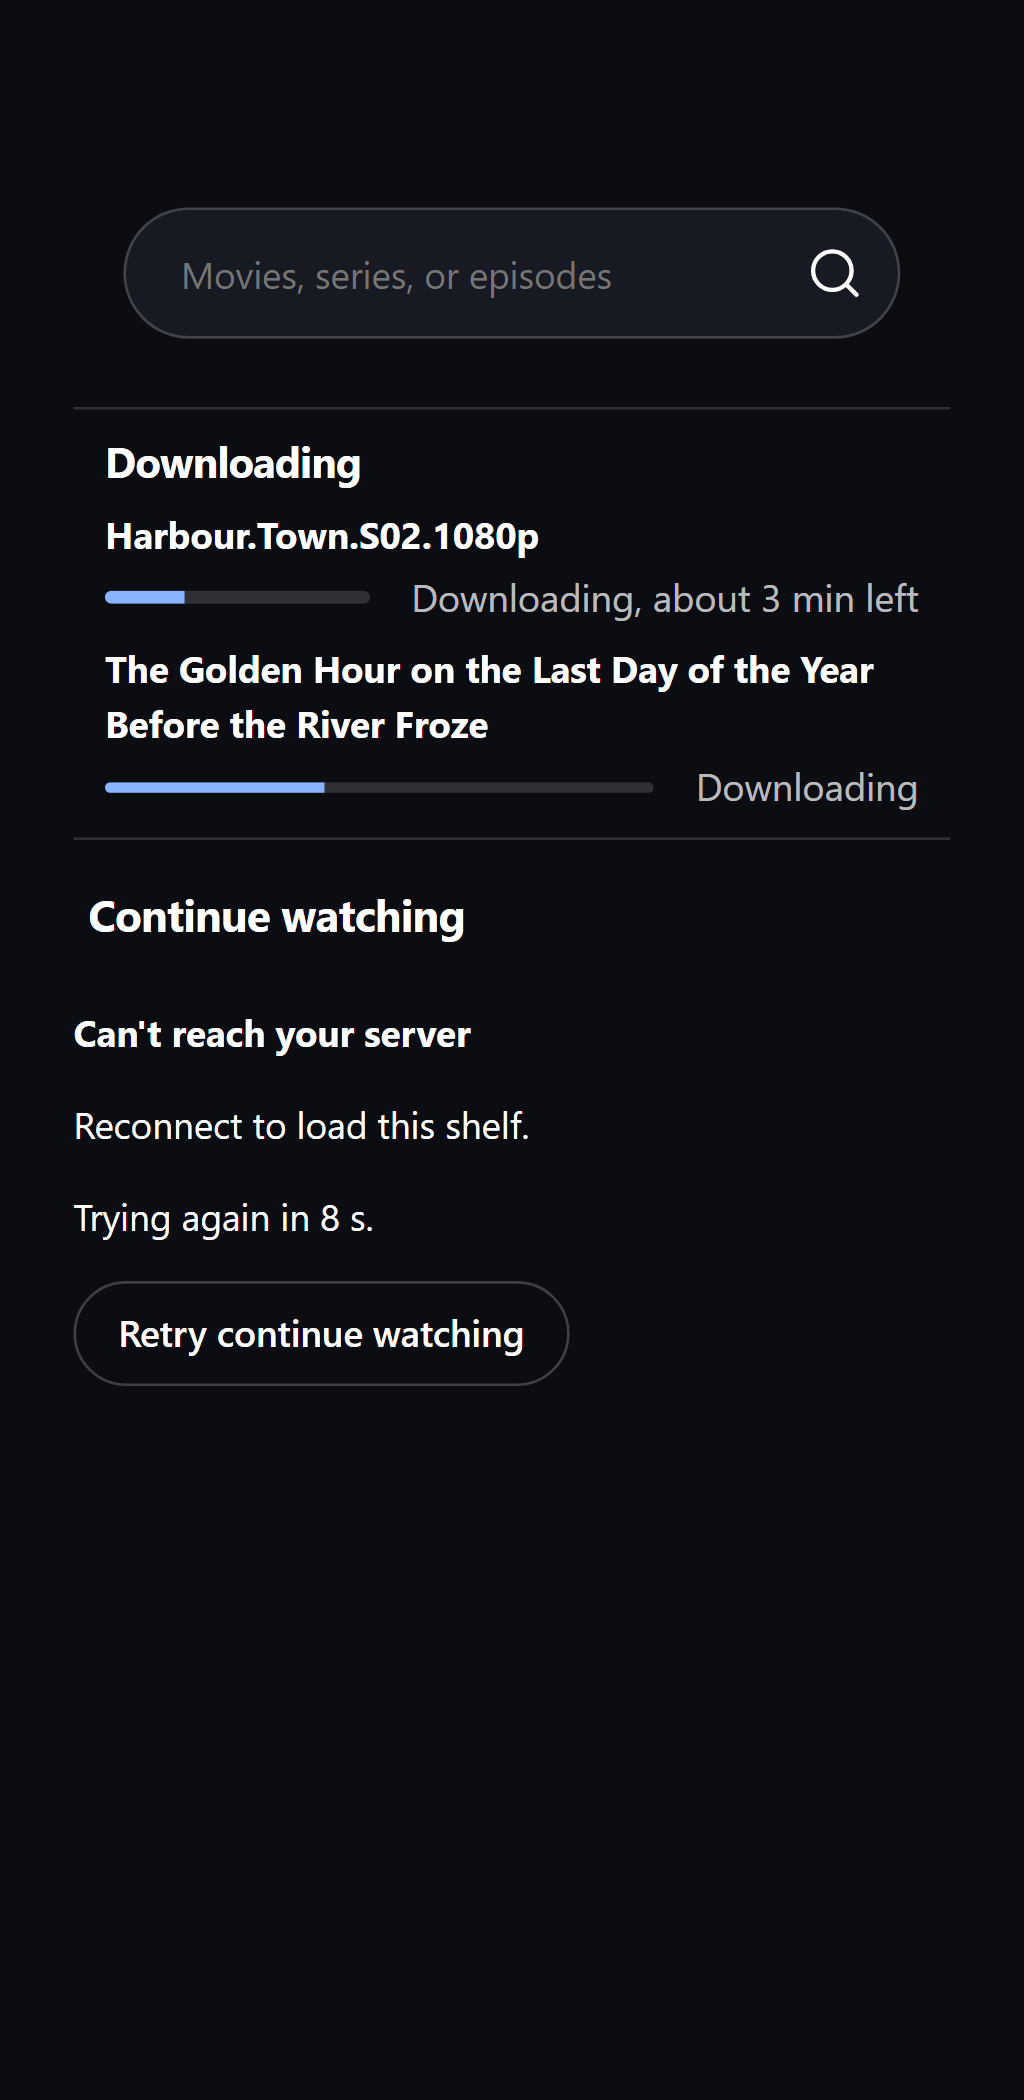 Movies, series, or episodes
Downloading
Harbour.Town.S02.1080p
Downloading, about 3 min left
The Golden Hour on the Last Day of the Year
Before the River Froze
Downloading
Continue watching
Can't reach your server
Reconnect to load this shelf.
Trying again in 8 s.
Retry continue watching